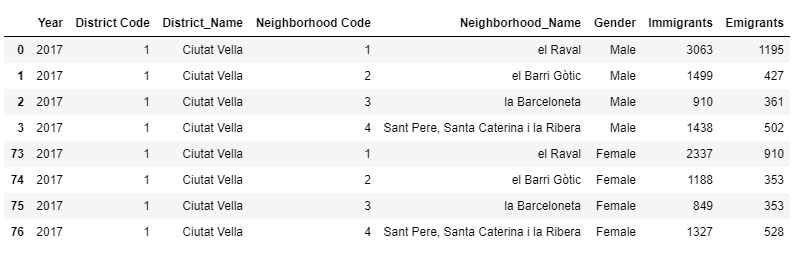 Year District Code District_Name Neighborhood Code Neighborhood_Name Gender Immigrants Emigrants
0 2017 1 Ciutat Vella 1 el Raval Male 3063 1195
1 2017 1 Ciutat Vella 2 el Barri Gòtic Male 1499 427
2 2017 1 Ciutat Vella 3 la Barceloneta Male 910 361
3 2017 1 Ciutat Vella 4 Sant Pere, Santa Caterina i la Ribera Male 1438 502
73 2017 1 Ciutat Vella 1 el Raval Female 2337 910
74 2017 1 Ciutat Vella 2 el Barri Gòtic Female 1188 353
75 2017 1 Ciutat Vella 3 la Barceloneta Female 849 353
76 2017 1 Ciutat Vella 4 Sant Pere, Santa Caterina i la Ribera Female 1327 528